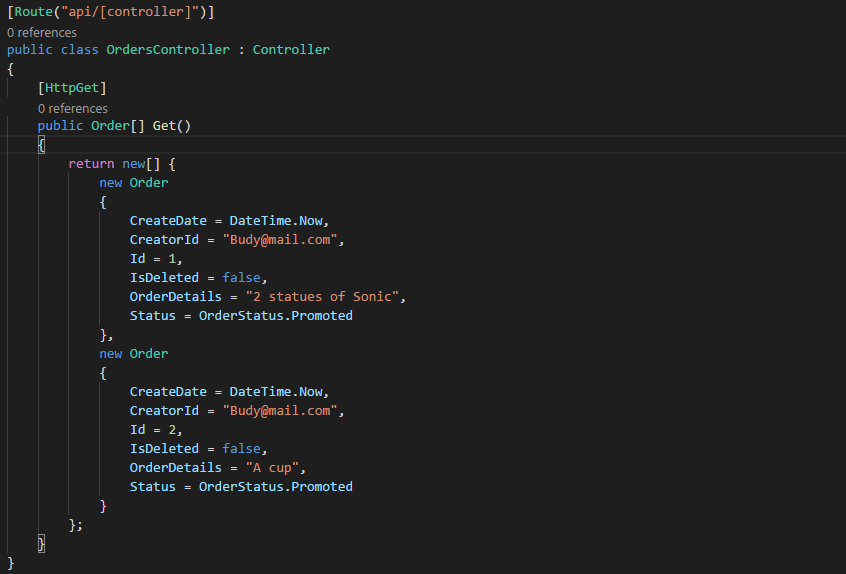 [Route("api/[controller]")]
0 references
public class OrdersController : Controller
{
[HttpGet]
0 references
public Order[] Get()
{
return new[] {
new Order
{
CreateDate = DateTime.Now,
CreatorId = "Budy@mail.com",
Id = 1,
IsDeleted = false,
OrderDetails = "2 statues of Sonic",
Status = OrderStatus.Promoted
},
new Order
{
CreateDate = DateTime.Now,
CreatorId = "Budy@mail.com",
Id = 2,
IsDeleted = false,
OrderDetails = "A cup",
Status = OrderStatus.Promoted
}
};
}
}